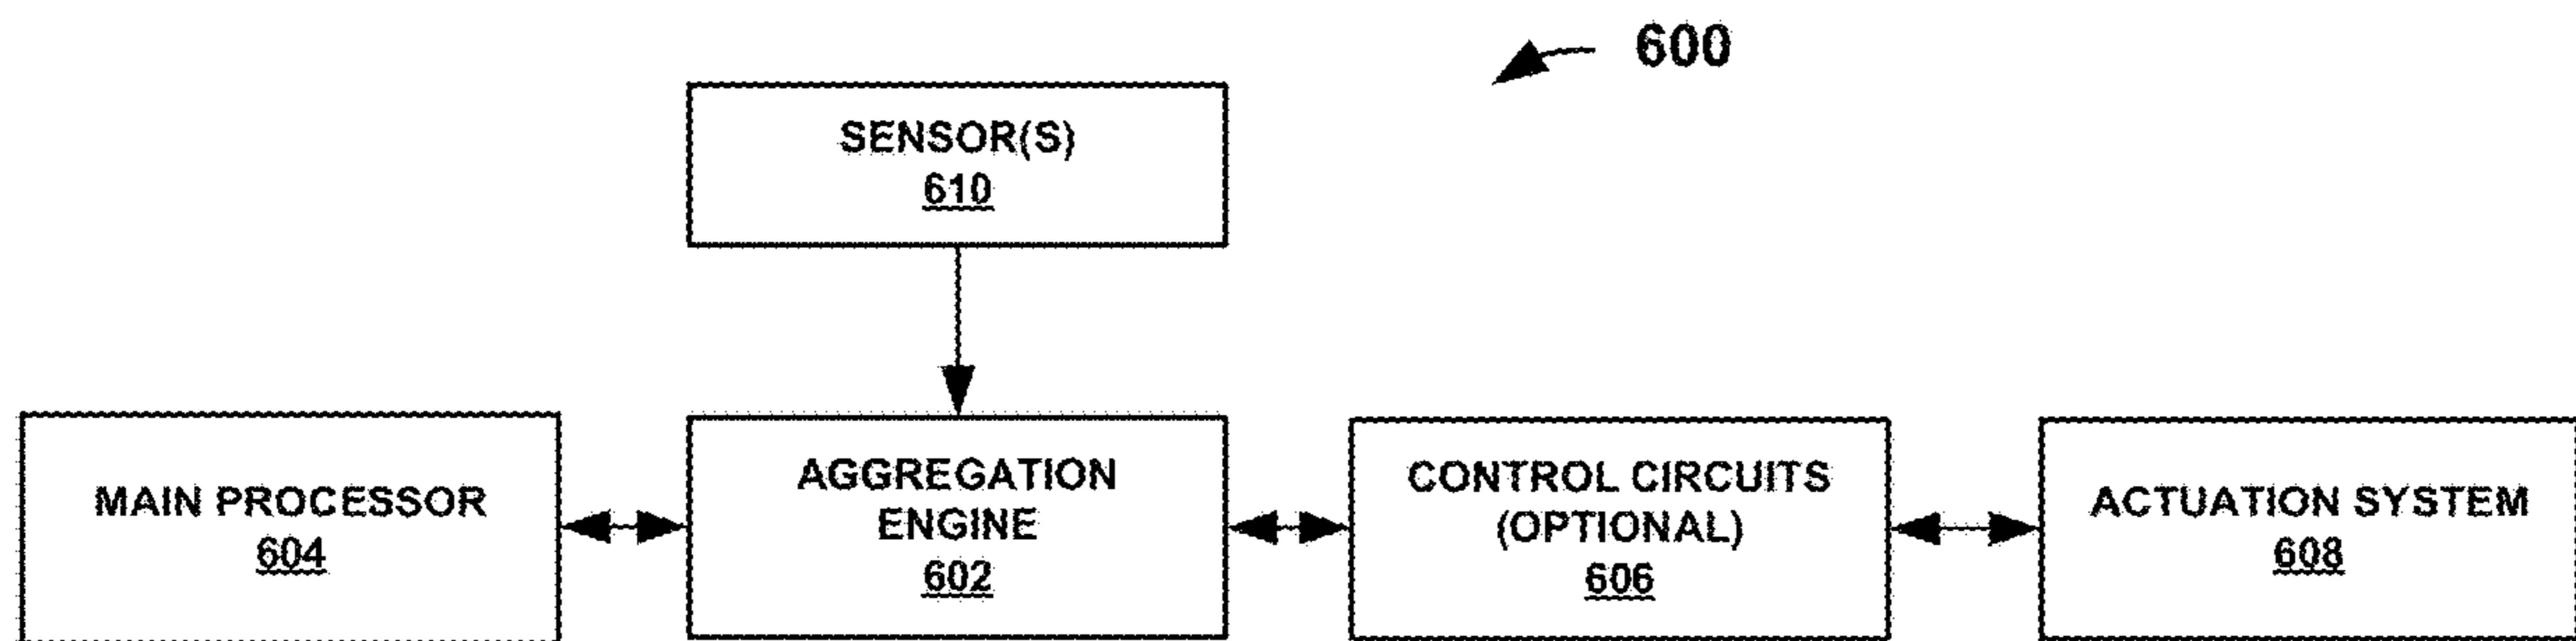 600
SENSOR(S)
610
MAIN PROCESSOR
604
AGGREGATION
ENGINE
602
CONTROL CIRCUITS
(OPTIONAL)
606
ACTUATION SYSTEM
608